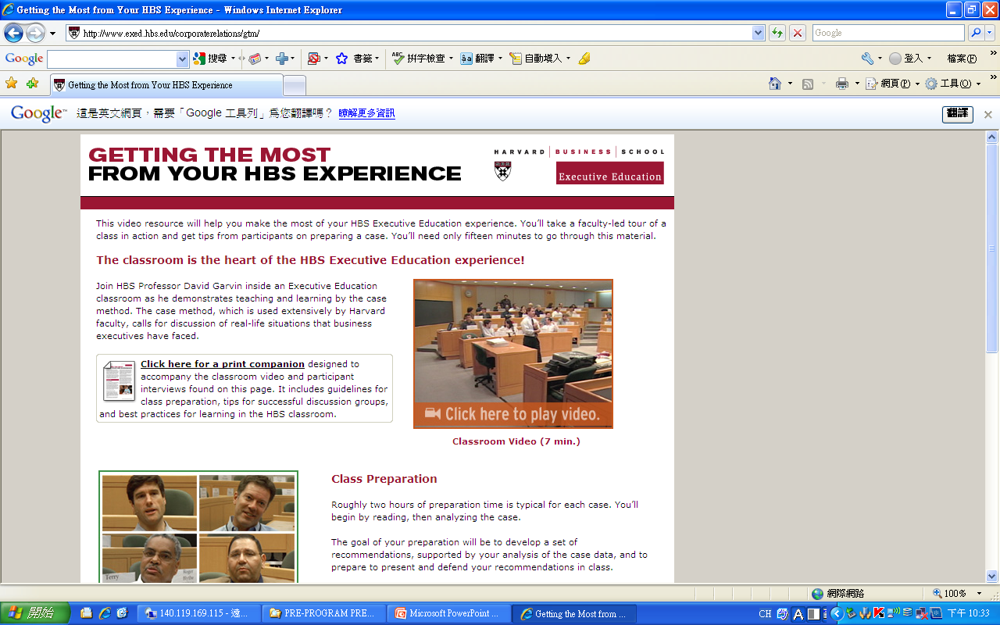 Getting the Most from Your HBS Experience - Windows Internet Explorer
http://www.exed.hbs.edu/corporaterelations/gtm/
Google
Google 搜尋 書籤 ABC 拼字檢查 翻譯 自動增入 登入 檔案(F) »
Getting the Most from Your HBS Experience 網頁(P) 工具(O) »
Google™ 這是英文網頁，需要「Google 工具列」為您翻譯嗎？ 瞭解更多資訊 翻譯
GETTING THE MOST
FROM YOUR HBS EXPERIENCE
HARVARD | BUSINESS | SCHOOL
Executive Education
This video resource will help you make the most of your HBS Executive Education experience. You’ll take a faculty-led tour of a
class in action and get tips from participants on preparing a case. You’ll need only fifteen minutes to go through this material.
The classroom is the heart of the HBS Executive Education experience!
Join HBS Professor David Garvin inside an Executive Education
classroom as he demonstrates teaching and learning by the case
method. The case method, which is used extensively by Harvard
faculty, calls for discussion of real-life situations that business
executives have faced.
Click here for a print companion designed to
accompany the classroom video and participant
interviews found on this page. It includes guidelines for
class preparation, tips for successful discussion groups,
and best practices for learning in the HBS classroom.
Click here to play video.
Classroom Video (7 min.)
Terry
Class Preparation
Roughly two hours of preparation time is typical for each case. You’ll
begin by reading, then analyzing the case.
The goal of your preparation will be to develop a set of
recommendations, supported by your analysis of the case data, and to
prepare to present and defend your recommendations in class.
網際網路 100%
開始 140.119.169.115 - 遠... PRE-PROGRAM PRE... Microsoft PowerPoint ... Getting the Most from ... CH A 下午 10:33